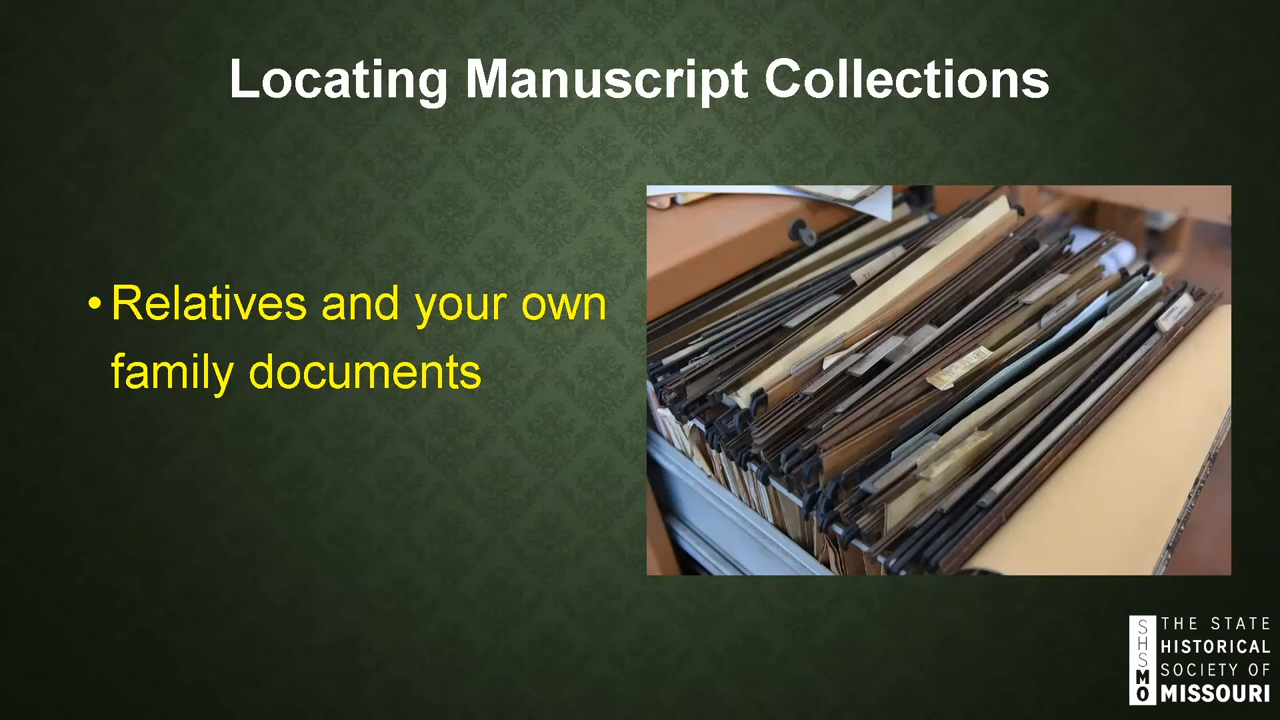 Locating Manuscript Collections
• Relatives and your own
family documents
SHSMO
THE STATE
HISTORICAL
SOCIETY OF
MISSOURI